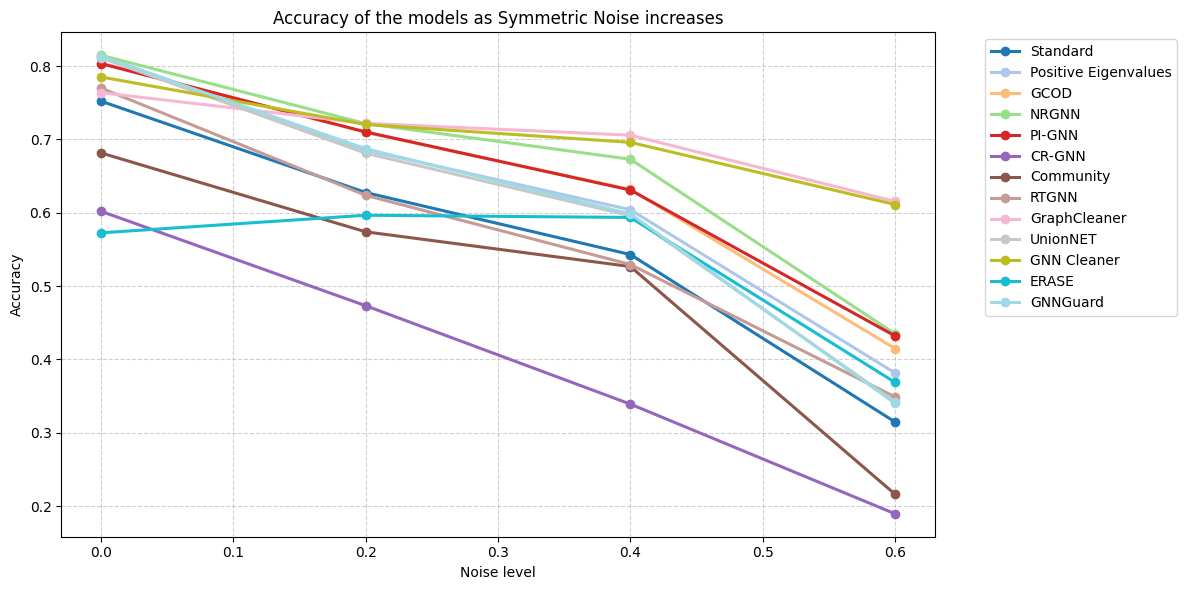 Accuracy of the models as Symmetric Noise increases
Accuracy
0.8
0.7
0.6
0.5
0.4
0.3
0.2
0.0 0.1 0.2 0.3 0.4 0.5 0.6
Noise level
Standard
Positive Eigenvalues
GCOD
NRGNN
PI-GNN
CR-GNN
Community
RTGNN
GraphCleaner
UnionNET
GNN Cleaner
ERASE
GNNGuard